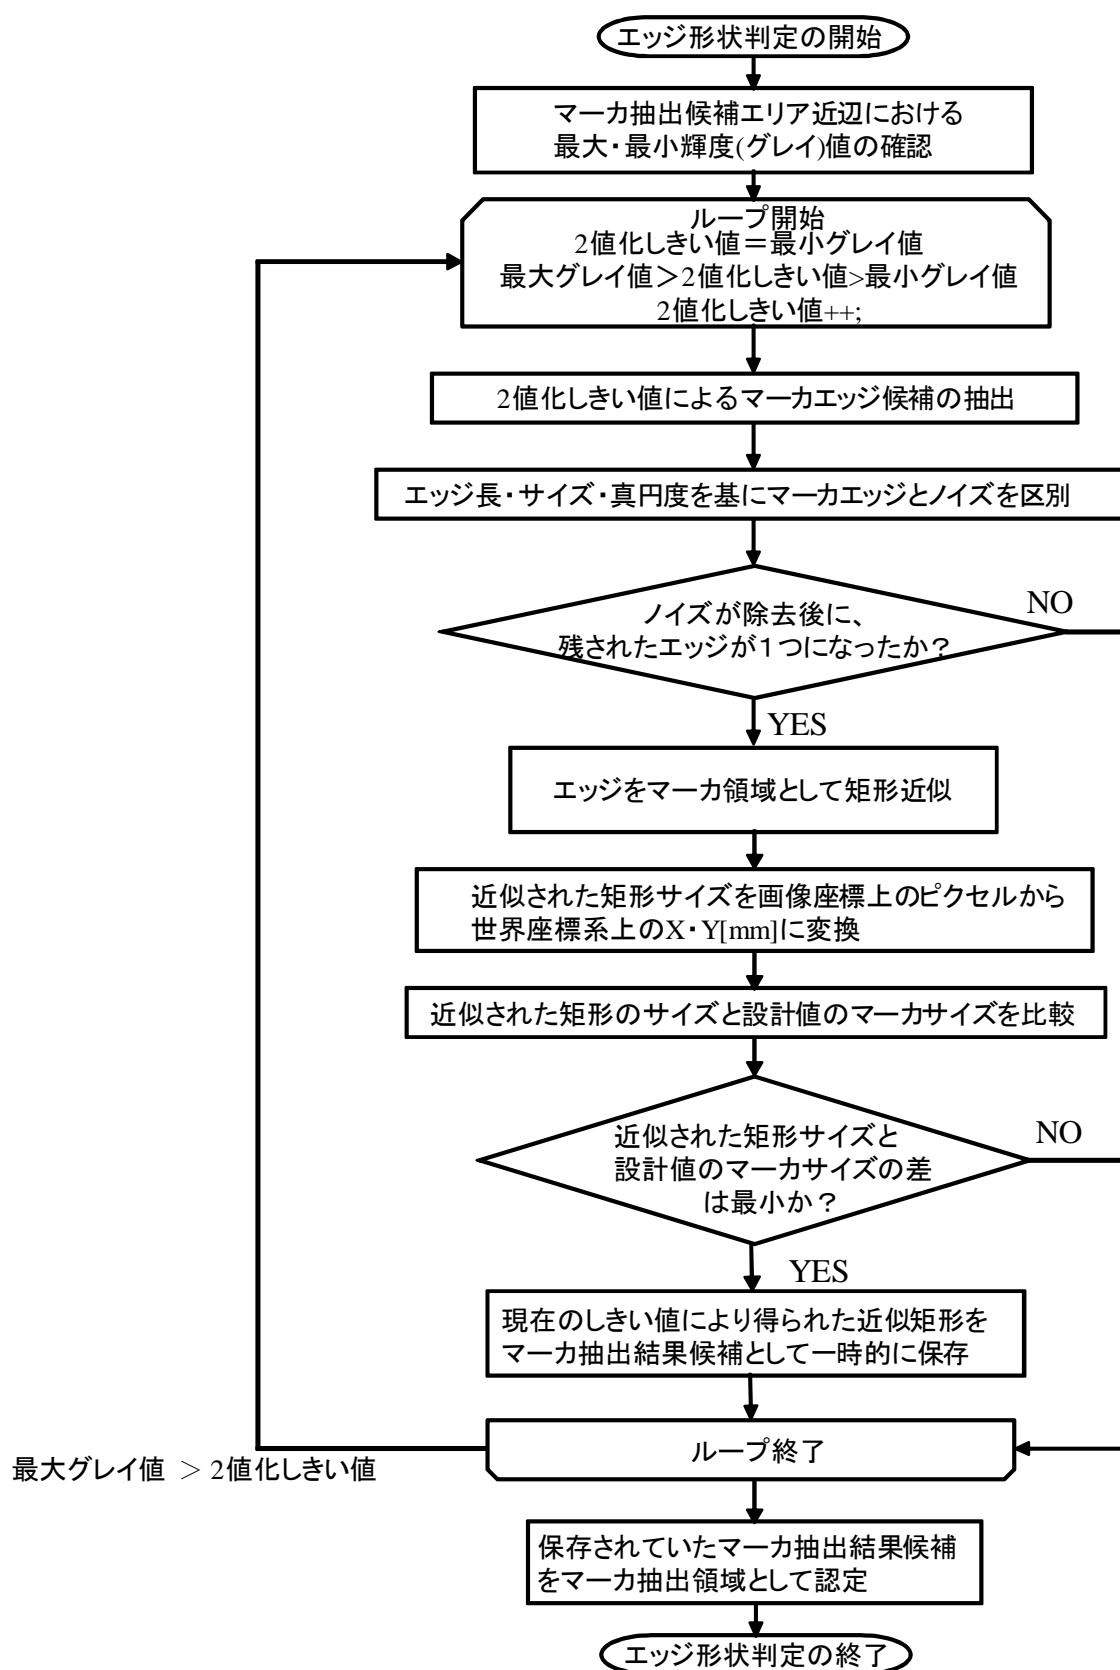 エッジ形状判定の開始
マーカ抽出候補エリア近辺における
最大・最小輝度(グレイ)値の確認
ループ開始
2値化しきい値＝最小グレイ値
最大グレイ値＞2値化しきい値>最小グレイ値
2値化しきい値++;
2値化しきい値によるマーカエッジ候補の抽出
エッジ長・サイズ・真円度を基にマーカエッジとノイズを区別
ノイズが除去後に、
残されたエッジが１つになったか？
NO
YES
エッジをマーカ領域として矩形近似
近似された矩形サイズを画像座標上のピクセルから
世界座標系上のX・Y[mm]に変換
近似された矩形のサイズと設計値のマーカサイズを比較
近似された矩形サイズと
設計値のマーカサイズの差
は最小か？
NO
YES
現在のしきい値により得られた近似矩形を
マーカ抽出結果候補として一時的に保存
ループ終了
最大グレイ値 ＞ 2値化しきい値
保存されていたマーカ抽出結果候補
をマーカ抽出領域として認定
エッジ形状判定の終了